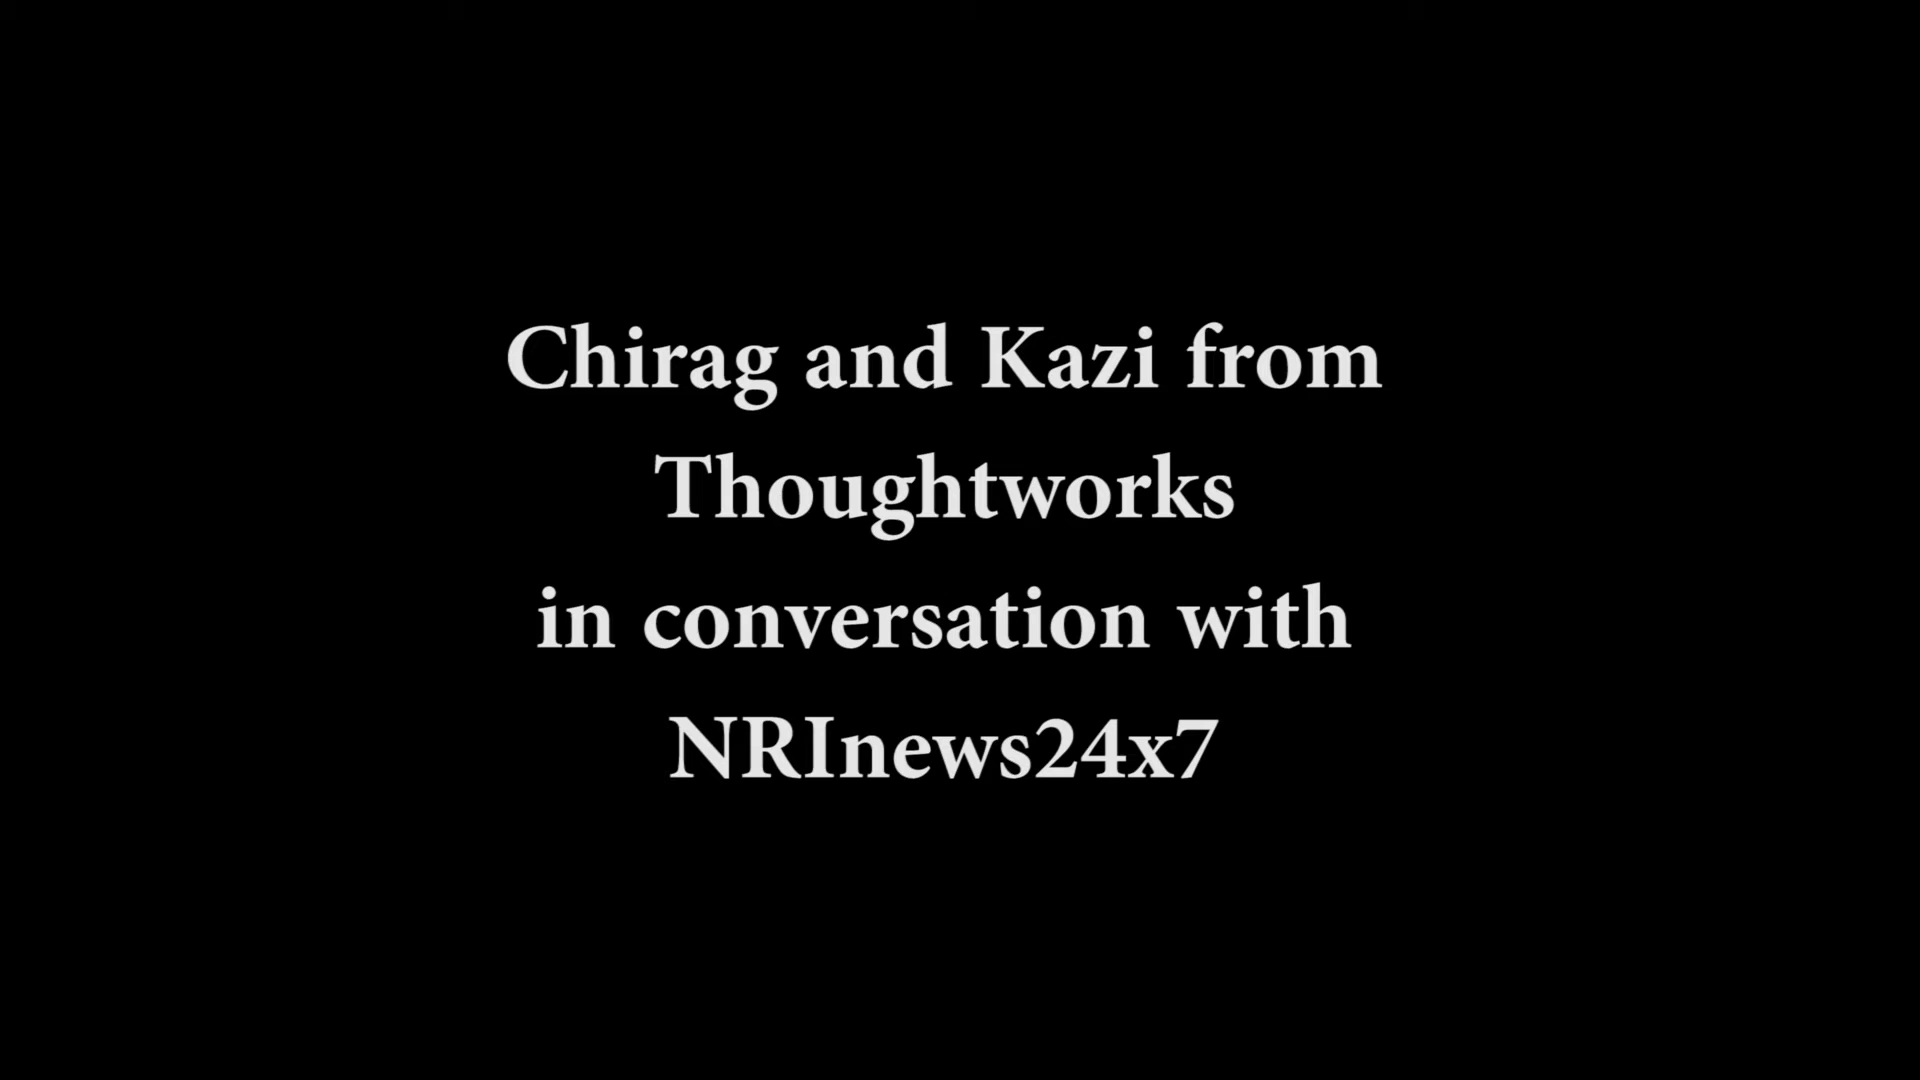 Chirag and Kazi from
Thoughtworks
in conversation with
NRInews24x7